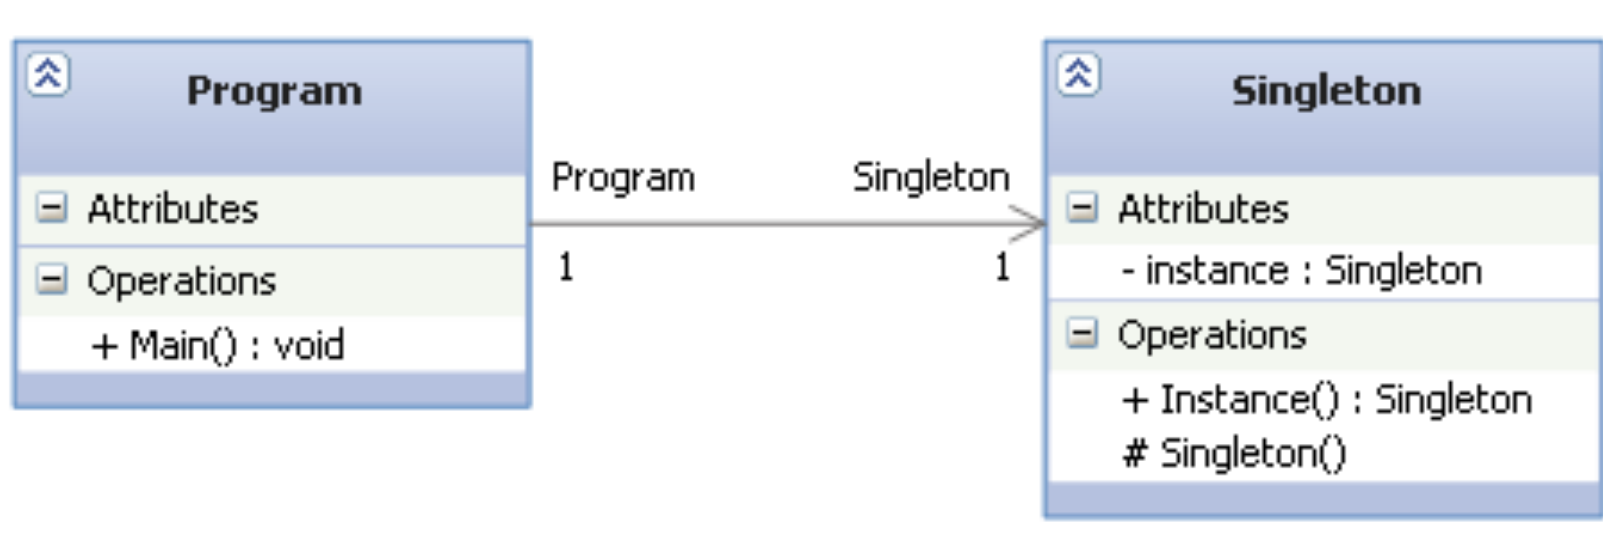 Program
Attributes
Operations
+ Main() : void
Program
Singleton
1
1
Singleton
Attributes
- instance : Singleton
Operations
+ Instance() : Singleton
# Singleton()